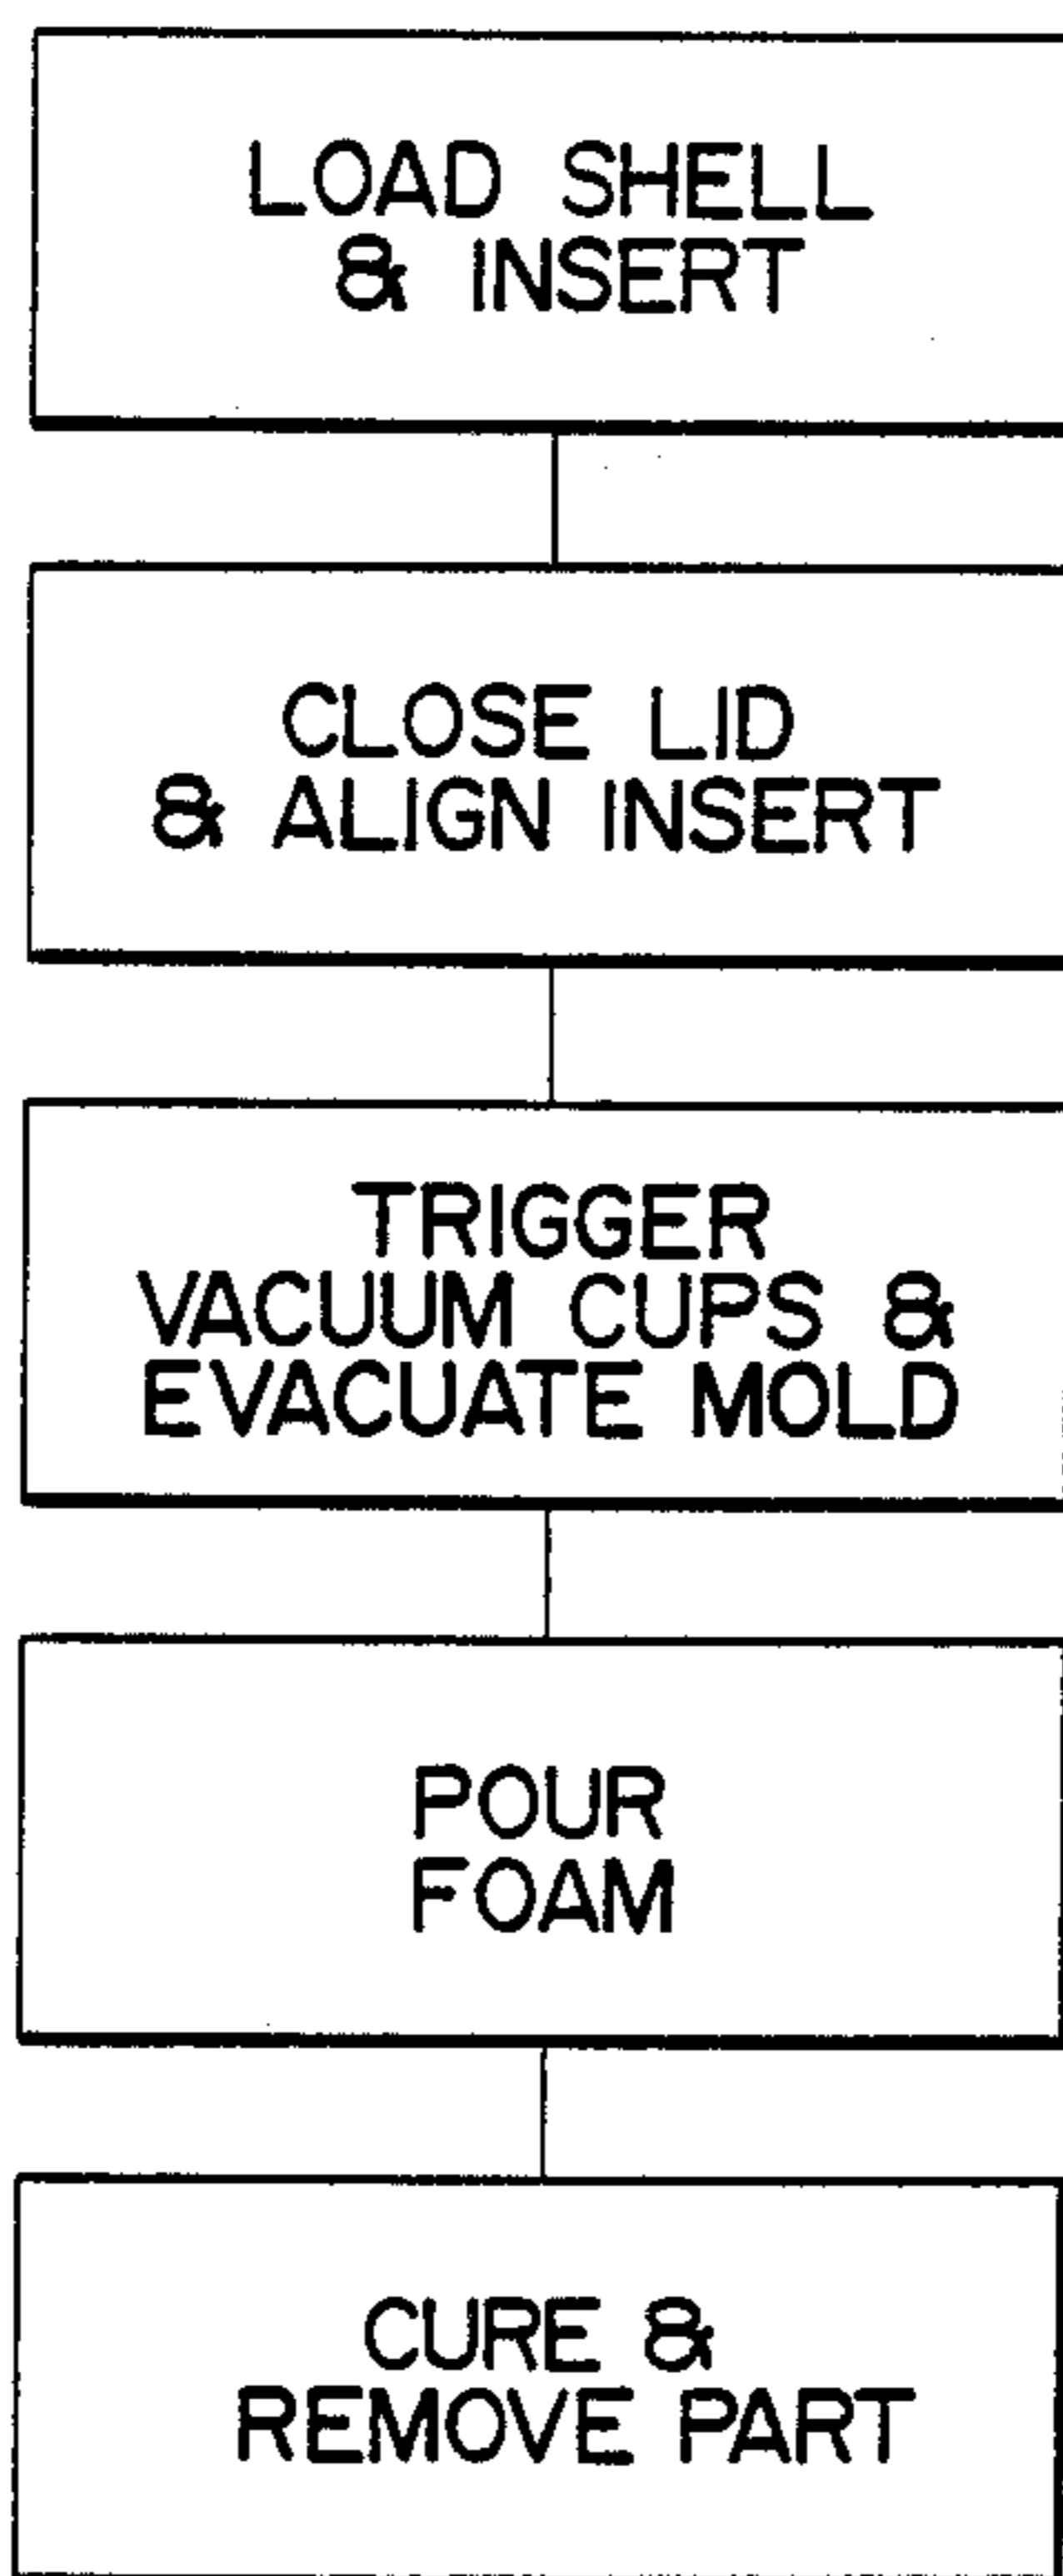 LOAD SHELL
& INSERT
CLOSE LID
& ALIGN INSERT
TRIGGER
VACUUM CUPS &
EVACUATE MOLD
POUR
FOAM
CURE &
REMOVE PART